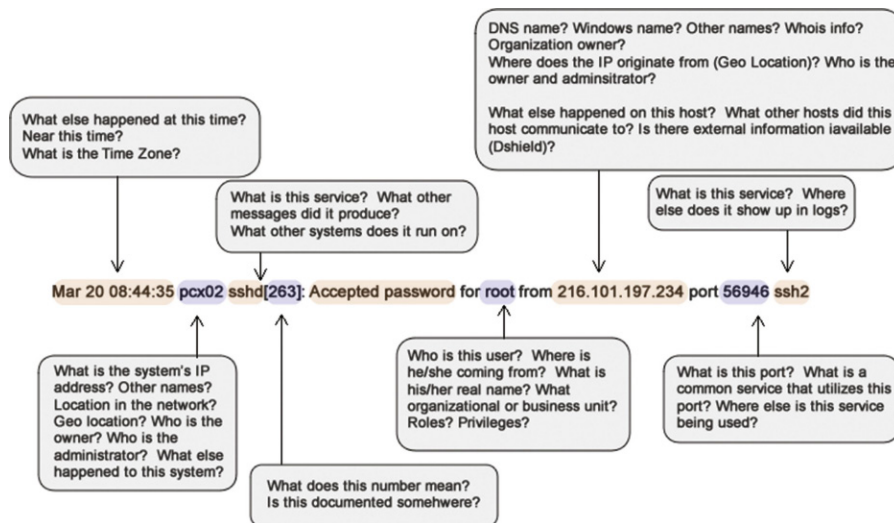 DNS name? Windows name? Other names? Whois info?
Organization owner?
Where does the IP originate from (Geo Location)? Who is the
owner and adminsitrator?
What else happened on this host? What other hosts did this
host communicate to? Is there external information iavailable
(Dshield)?
What else happened at this time?
Near this time?
What is the Time Zone?
What is this service? What other
messages did it produce?
What other systems does it run on?
What is this service? Where
else does it show up in logs?
Mar 20 08:44:35 pcx02 sshd[263]: Accepted password for root from 216.101.197.234 port 56946 ssh2
What is the system's IP
address? Other names?
Location in the network?
Geo location? Who is the
owner? Who is the
administrator? What else
happened to this system?
What does this number mean?
Is this documented somehwere?
Who is this user? Where is
he/she coming from? What is
his/her real name? What
organizational or business unit?
Roles? Privileges?
What is this port? What is a
common service that utilizes this
port? Where else is this service
being used?